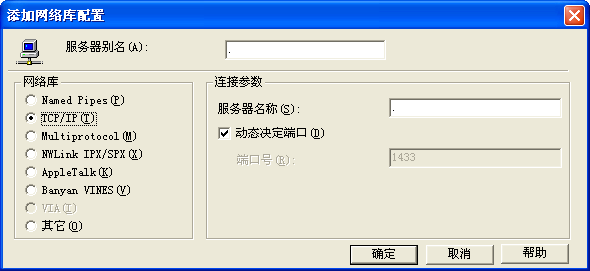 添加网络库配置
服务器别名(A): .
网络库
Named Pipes(P)
TCP/IP(T)
Multiprotocol(M)
NWLink IPX/SPX(X)
AppleTalk(K)
Banyan VINES(V)
VIA(I)
其它(O)
连接参数
服务器名称(S): .
动态决定端口(D)
端口号(R): 1433
确定 取消 帮助